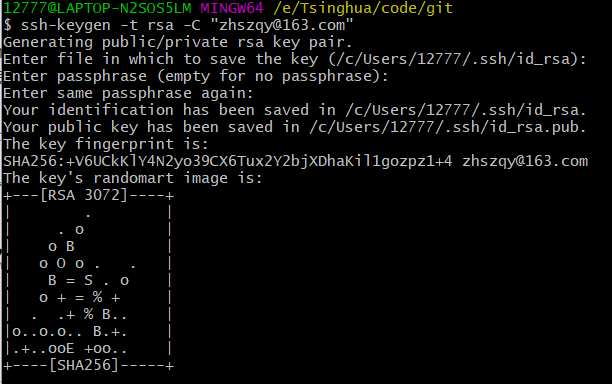 12777@LAPTOP-N2SOS5LM MINGW64 /e/Tsinghua/code/git
$ ssh-keygen -t rsa -C "zhszqy@163.com"
Generating public/private rsa key pair.
Enter file in which to save the key (/c/Users/12777/.ssh/id_rsa):
Enter passphrase (empty for no passphrase):
Enter same passphrase again:
Your identification has been saved in /c/Users/12777/.ssh/id_rsa.
Your public key has been saved in /c/Users/12777/.ssh/id_rsa.pub.
The key fingerprint is:
SHA256:+V6UCkKlY4N2yo39CX6Tux2Y2bjXDhaKil1gozpz1+4 zhszqy@163.com
The key's randomart image is:
+---[RSA 3072]----+
|        .        |
|     . o         |
|    o B          |
|   o O o .   .   |
|    B = S . o    |
|   o + = % +     |
|  .  .+ % B..    |
|o..o.o.. B.+.    |
|.+..ooE +oo..    |
+----[SHA256]-----+